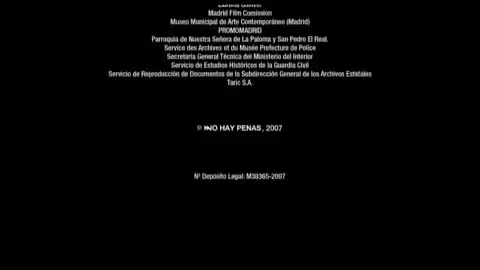 Madrid Film Comission
Museo Municipal de Arte Contemporáneo (Madrid)
PROMOMADRID
Parroquia de Nuestra Señora de La Paloma y San Pedro El Real.
Service des Archives et du Musée Prefecture de Police
Secretaría General Técnica del Ministerio del Interior
Servicio de Estudios Históricos de la Guardia Civil
Servicio de Reproducción de Documentos de la Subdirección General de los Archivos Estatales
Taric S.A.
© NO HAY PENAS, 2007
Nº Depósito Legal: M38365-2007